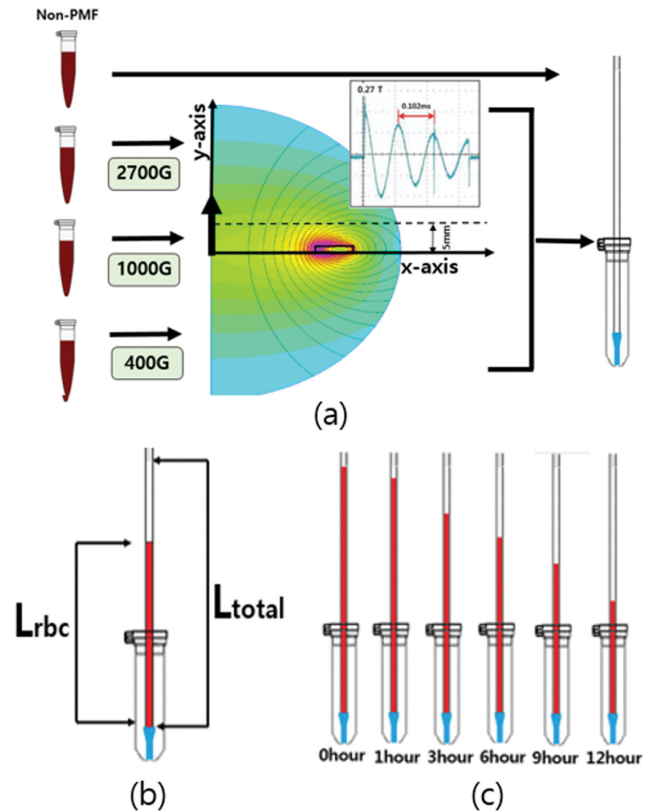 Non-PMF
2700G
1000G
400G
y-axis
0.27 T
0.102ms
5mm
x-axis
(a)
Lrbc
Ltotal
(b)
0hour 1hour 3hour 6hour 9hour 12hour
(c)